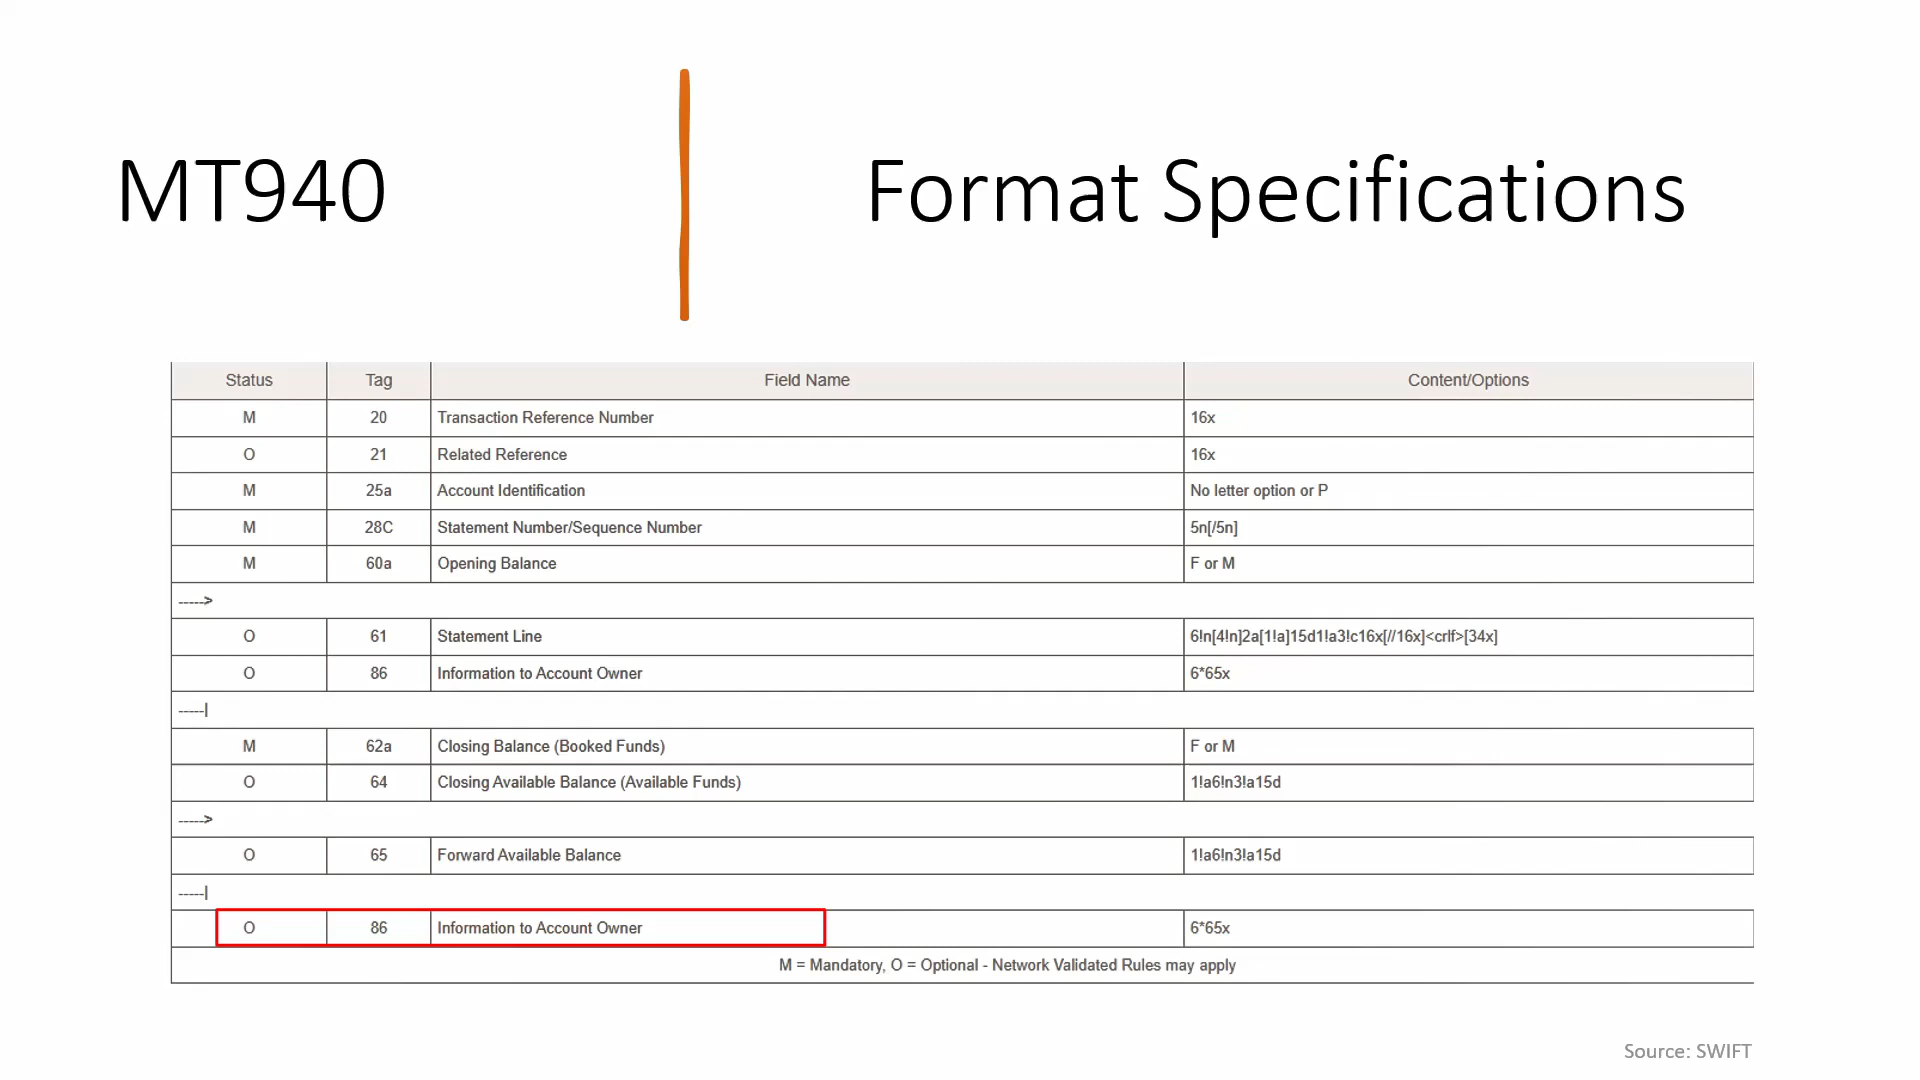 MT940
Format Specifications
Status Tag Field Name Content/Options
M 20 Transaction Reference Number 16x
O 21 Related Reference 16x
M 25a Account Identification No letter option or P
M 28C Statement Number/Sequence Number 5n[/5n]
M 60a Opening Balance F or M
----->
O 61 Statement Line 6!n[4!n]2a[1!a]15d1!a3!c16x[//16x]<crlf>[34x]
O 86 Information to Account Owner 6*65x
-----|
M 62a Closing Balance (Booked Funds) F or M
O 64 Closing Available Balance (Available Funds) 1!a6!n3!a15d
----->
O 65 Forward Available Balance 1!a6!n3!a15d
-----|
O 86 Information to Account Owner 6*65x
M = Mandatory, O = Optional - Network Validated Rules may apply
Source: SWIFT